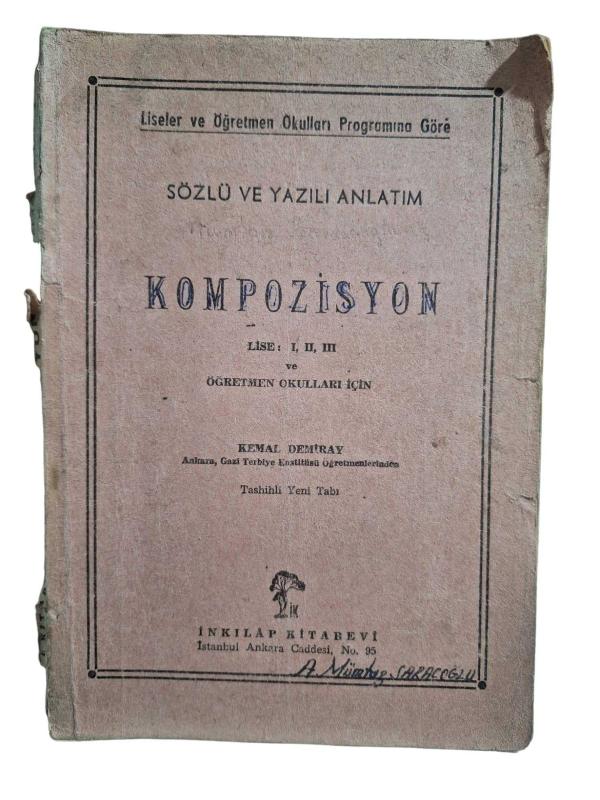 Liseler ve Öğretmen Okulları Programına Göre
SÖZLÜ VE YAZILI ANLATIM
KOMPOZİSYON
LİSE: I, II, III
ve
ÖĞRETMEN OKULLARI İÇİN
KEMAL DEMİRAY
Ankara, Gazi Terbiye Enstitüsü Öğretmenlerinden
Tashihli Yeni Tabı
İK
İNKILÂP KİTABEVİ
İstanbul Ankara Caddesi, No. 95
A. Mümtaz SARAÇOĞLU